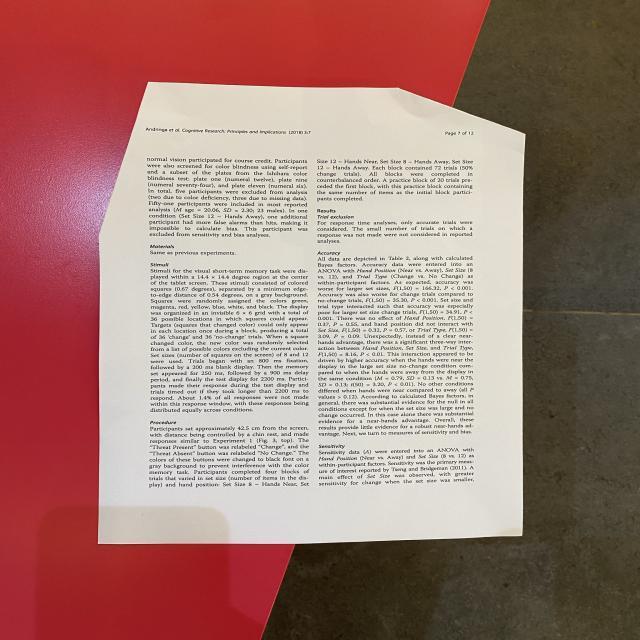 Andringa et al. Cognitive Research: Principles and Implications (2018) 3:7
Page 7 of 12
normal vision participated for course credit. Participants
were also screened for color blindness using self-report
and a subset of the plates from the Ishihara color
blindness test: plate one (numeral twelve), plate nine
(numeral seventy-four), and plate eleven (numeral six).
In total, five participants were excluded from analysis
(two due to color deficiency, three due to missing data).
Fifty-one participants were included in most reported
analysis (M age = 20.06, SD = 2.30; 23 males). In one
condition (Set Size 12 – Hands Away), one additional
participant had more false alarms than hits, making it
impossible to calculate bias. This participant was
excluded from sensitivity and bias analyses.
Materials
Same as previous experiments.
Stimuli
Stimuli for the visual short-term memory task were dis-
played within a 14.4 × 14.4 degree region at the center
of the tablet screen. These stimuli consisted of colored
squares (0.67 degrees), separated by a minimum edge-
to-edge distance of 0.54 degrees, on a gray background.
Squares were randomly assigned the colors green,
magenta, red, yellow, blue, white, and black. The display
was organized in an invisible 6 × 6 grid with a total of
36 possible locations in which squares could appear.
Targets (squares that changed color) could only appear
in each location once during a block, producing a total
of 36 'change' and 36 'no-change' trials. When a square
changed color, the new color was randomly selected
from a list of possible colors excluding the current color.
Set sizes (number of squares on the screen) of 8 and 12
were used. Trials began with an 800 ms fixation,
followed by a 200 ms blank display. Then the memory
set appeared for 250 ms, followed by a 900 ms delay
period, and finally the test display for 2200 ms. Partici-
pants made their response during the test display and
trials timed out if they took longer than 2200 ms to
respond. About 1.4% of all responses were not made
within this response window, with these responses being
distributed equally across conditions.
Procedure
Participants sat approximately 42.5 cm from the screen,
with distance being controlled by a chin rest, and made
responses similar to Experiment 1 (Fig. 3, top). The
"Threat Present" button was relabeled "Change", and the
"Threat Absent" button was relabeled "No Change." The
colors of these buttons were changed to black font on a
gray background to prevent interference with the color
memory task. Participants completed four blocks of
trials that varied in set size (number of items in the dis-
play) and hand position: Set Size 8 – Hands Near, Set
Size 12 – Hands Near, Set Size 8 – Hands Away, Set Size
12 – Hands Away. Each block contained 72 trials (50%
change trials). All blocks were completed in
counterbalanced order. A practice block of 20 trials pre-
ceded the first block, with this practice block containing
the same number of items as the initial block partici-
pants completed.
Results
Trial exclusion
For response time analyses, only accurate trials were
considered. The small number of trials on which a
response was not made were not considered in reported
analyses.
Accuracy
All data are depicted in Table 2, along with calculated
Bayes factors. Accuracy data were entered into an
ANOVA with Hand Position (Near vs. Away), Set Size (8
vs. 12), and Trial Type (Change vs. No Change) as
within-participant factors. As expected, accuracy was
worse for larger set sizes, F(1,50) = 166.32, P < 0.001.
Accuracy was also worse for change trials compared to
no-change trials, F(1,50) = 35.30, P < 0.001. Set size and
trial type interacted such that accuracy was especially
poor for larger set size change trials, F(1,50) = 34.91, P <
0.001. There was no effect of Hand Position, F(1,50) =
0.37, P = 0.55, and hand position did not interact with
Set Size, F(1,50) = 0.32, P = 0.57, or Trial Type, F(1,50) =
3.09, P = 0.09. Unexpectedly, instead of a clear near-
hands advantage, there was a significant three-way inter-
action between Hand Position, Set Size, and Trial Type,
F(1,50) = 8.16, P < 0.01. This interaction appeared to be
driven by higher accuracy when the hands were near the
display in the large set size no-change condition com-
pared to when the hands were away from the display in
the same condition (M = 0.79, SD = 0.13 vs. M = 0.75,
SD = 0.13; t(50) = 3.20, P < 0.01). No other conditions
differed when hands were near compared to away (all P
values > 0.12). According to calculated Bayes factors, in
general, there was substantial evidence for the null in all
conditions except for when the set size was large and no
change occurred. In this case alone there was substantial
evidence for a near-hands advantage. Overall, these
results provide little evidence for a robust near-hands ad-
vantage. Next, we turn to measures of sensitivity and bias.
Sensitivity
Sensitivity data (A) were entered into an ANOVA with
Hand Position (Near vs. Away) and Set Size (8 vs. 12) as
within-participant factors. Sensitivity was the primary meas-
ure of interest reported by Tseng and Bridgeman (2011). A
main effect of Set Size was observed, with greater
sensitivity for change when the set size was smaller,